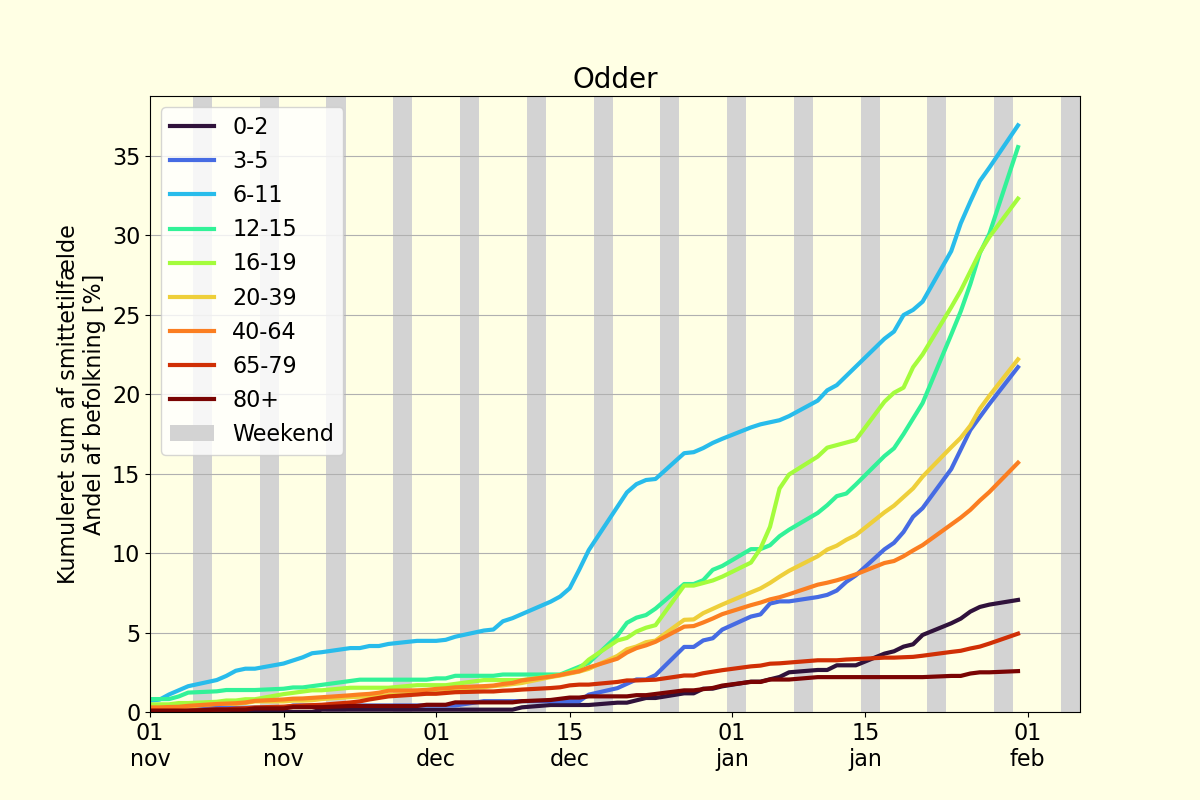 Odder
Kumuleret sum af smittetilfælde
Andel af befolkning [%]
35
30
25
20
15
10
5
0
0-2
3-5
6-11
12-15
16-19
20-39
40-64
65-79
80+
Weekend
01 nov
15 nov
01 dec
15 dec
01 jan
15 jan
01 feb